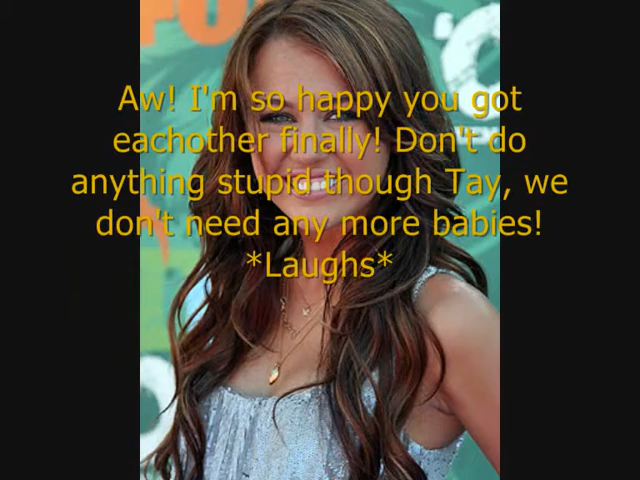 Aw! I'm so happy you got
eachother finally! Don't do
anything stupid though Tay, we
don't need any more babies!
*Laughs*